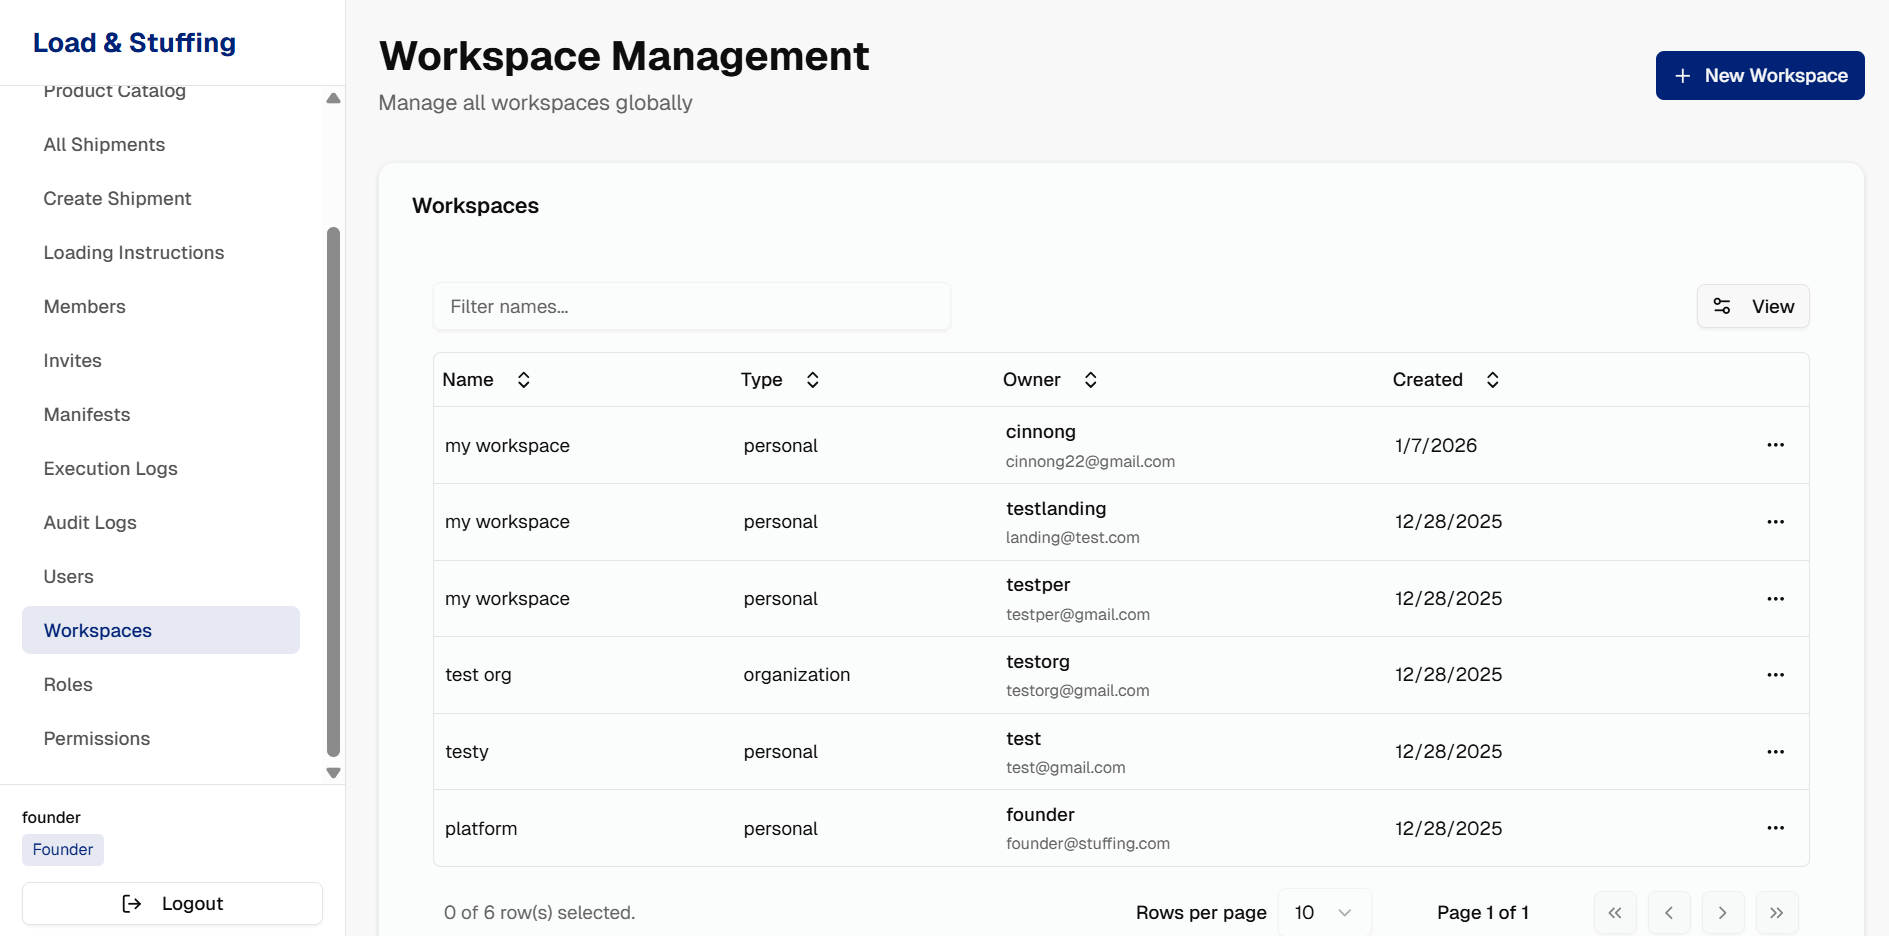 Load & Stuffing
Product Catalog
All Shipments
Create Shipment
Loading Instructions
Members
Invites
Manifests
Execution Logs
Audit Logs
Users
Workspaces
Roles
Permissions
founder
Founder
Logout
Workspace Management
Manage all workspaces globally
New Workspace
Workspaces
Filter names...
View
Name Type Owner Created
my workspace personal cinnong 1/7/2026
cinnong22@gmail.com
my workspace personal testlanding 12/28/2025
landing@test.com
my workspace personal testper 12/28/2025
testper@gmail.com
test org organization testorg 12/28/2025
testorg@gmail.com
testy personal test 12/28/2025
test@gmail.com
platform personal founder 12/28/2025
founder@stuffing.com
0 of 6 row(s) selected. Rows per page 10 Page 1 of 1